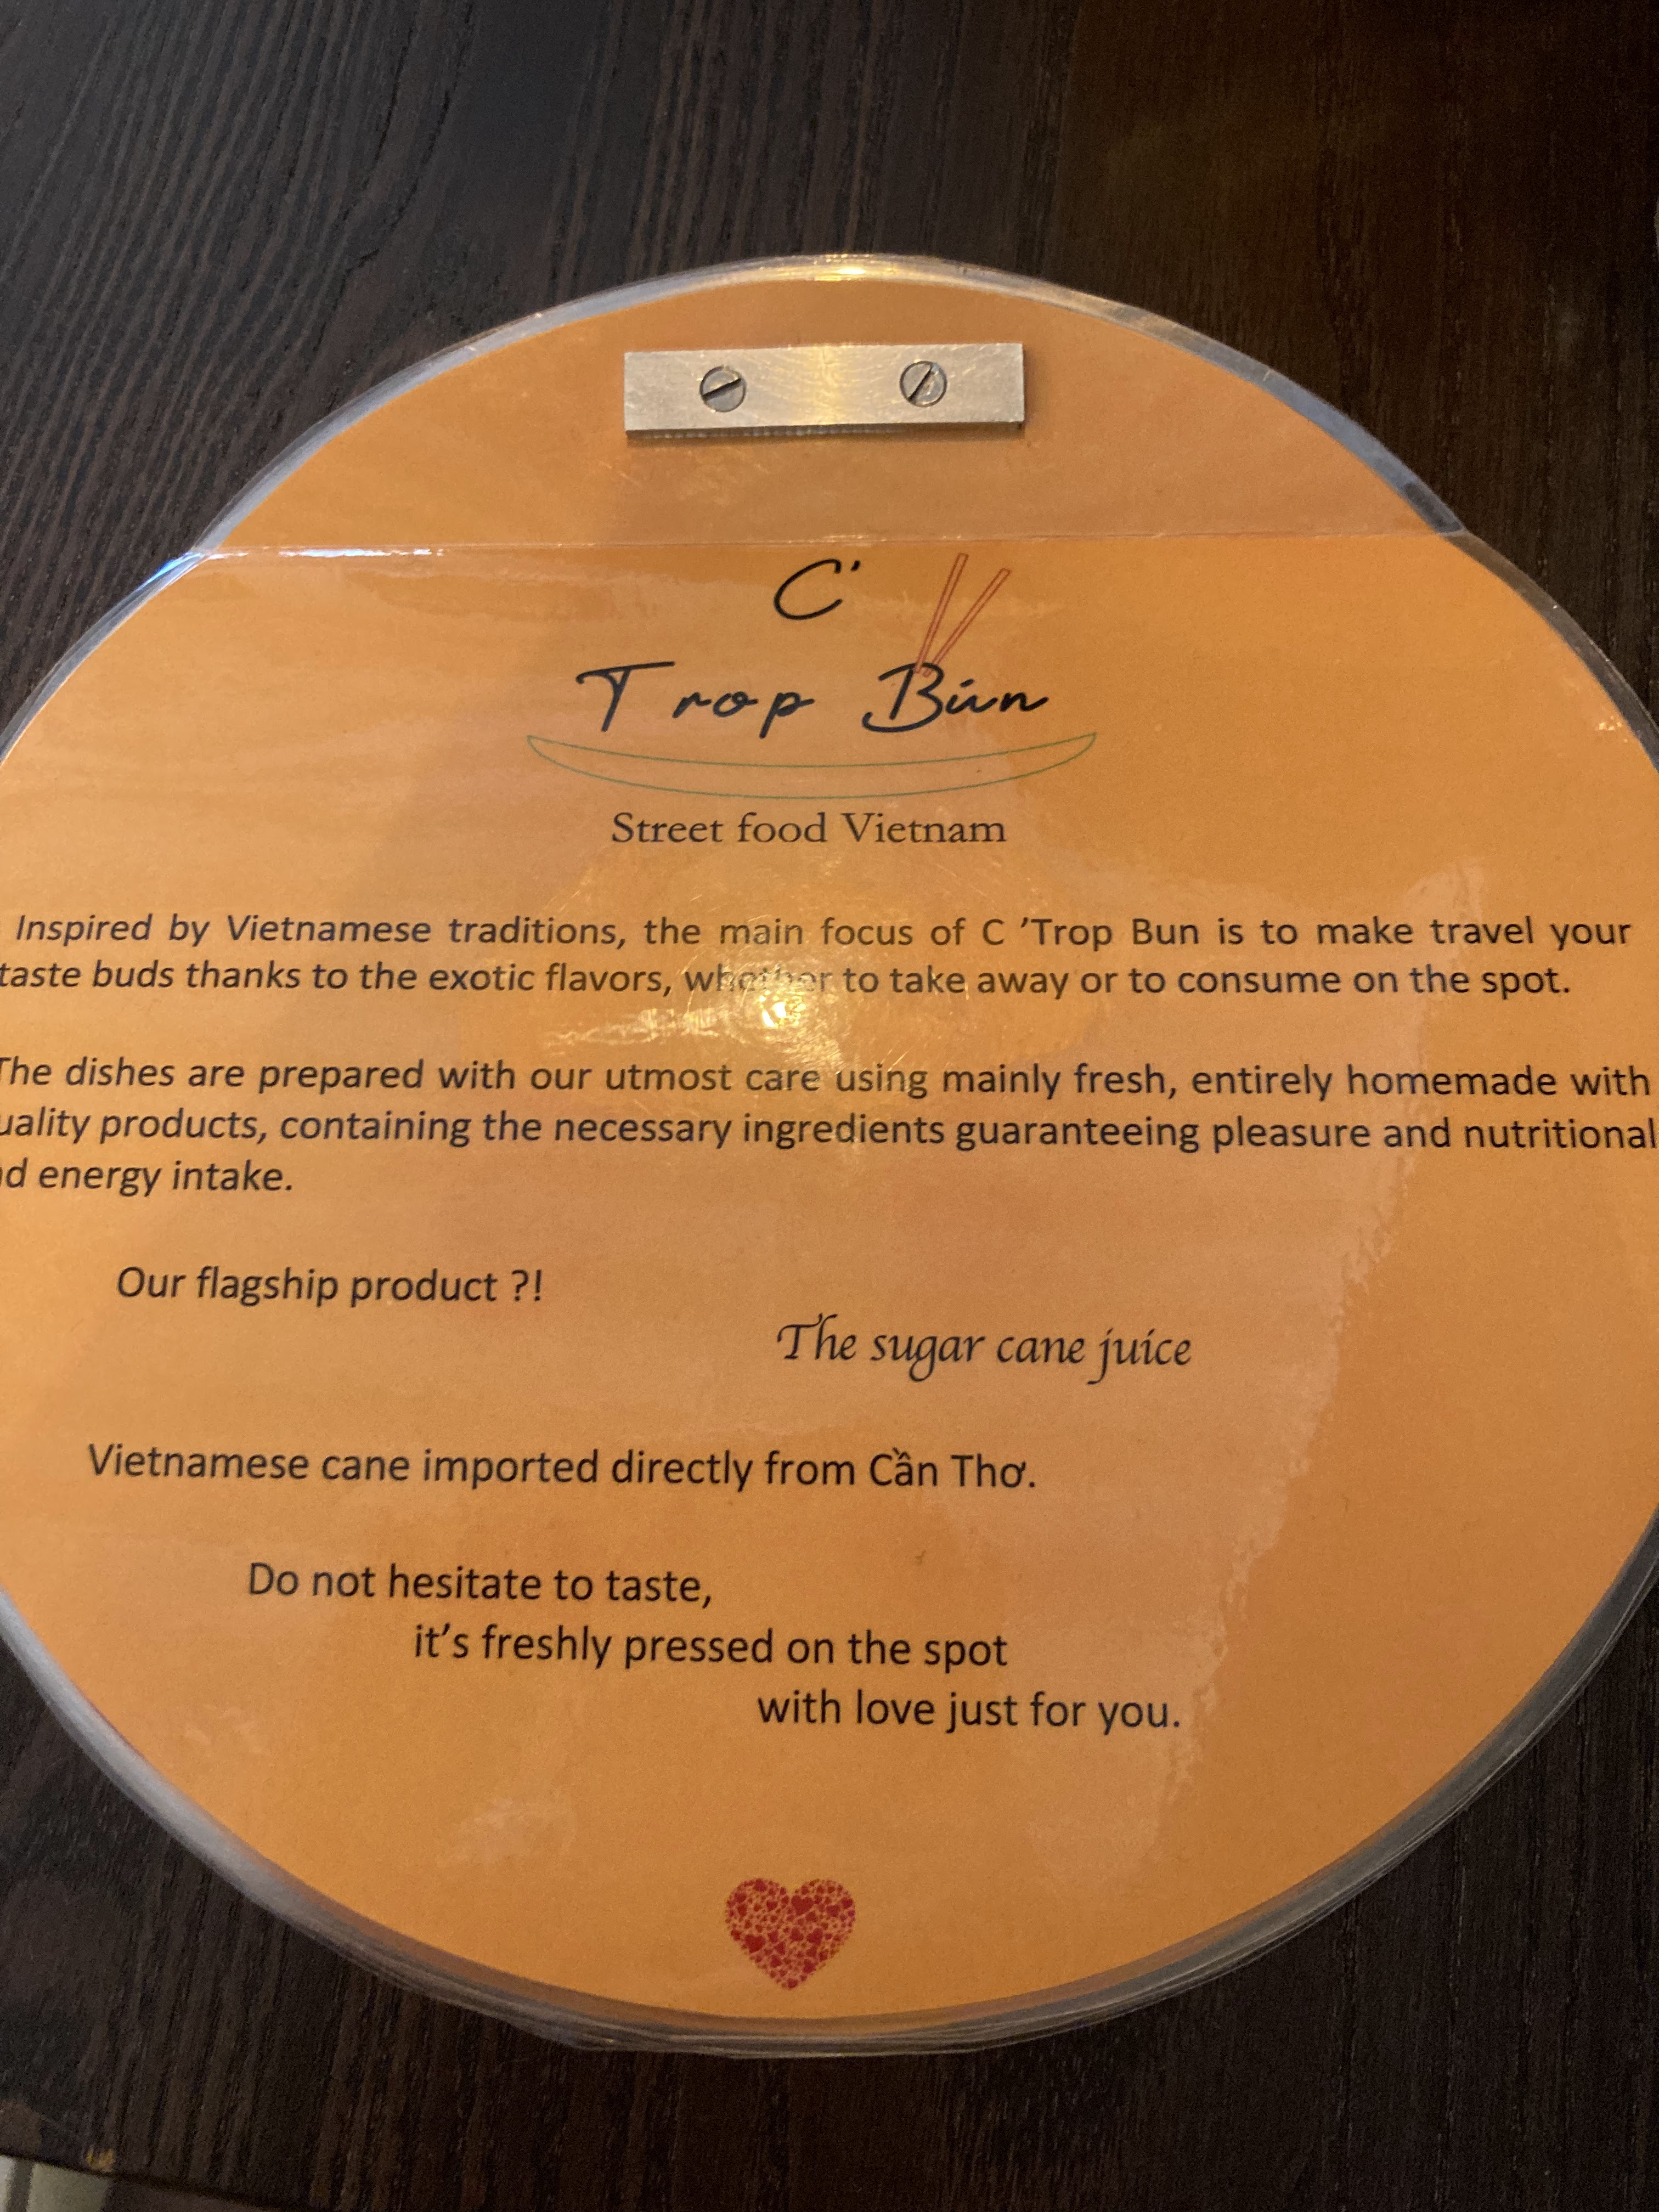 C'
Trop Bún
Street food Vietnam
Inspired by Vietnamese traditions, the main focus of C 'Trop Bun is to make travel your
taste buds thanks to the exotic flavors, whether to take away or to consume on the spot.
The dishes are prepared with our utmost care using mainly fresh, entirely homemade with
uality products, containing the necessary ingredients guaranteeing pleasure and nutritional
d energy intake.
Our flagship product ?!
The sugar cane juice
Vietnamese cane imported directly from Cần Thơ.
Do not hesitate to taste,
it's freshly pressed on the spot
with love just for you.